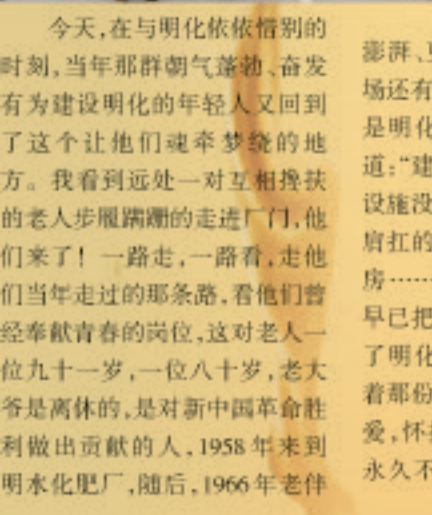 今天,在与明化依依惜别的
时刻,当年那群朝气蓬勃、奋发
有为建设明化的年轻人又回到
了这个让他们魂牵梦绕的地
方。我看到远处一对互相搀扶
的老人步履蹒跚的走进厂门,他
们来了!一路走,一路看,走他
们当年走过的那条路,看他们曾
经奉献青春的岗位,这对老人一
位九十一岁,一位八十岁,老大
爷是离休的,是对新中国革命胜
利做出贡献的人,1958年来到
明水化肥厂,随后,1966年老伴
澎湃、
场还有
是明化
道:“建
设施没
肩扛的
房……
早已把
了明化
着那份
爱,怀
永久不